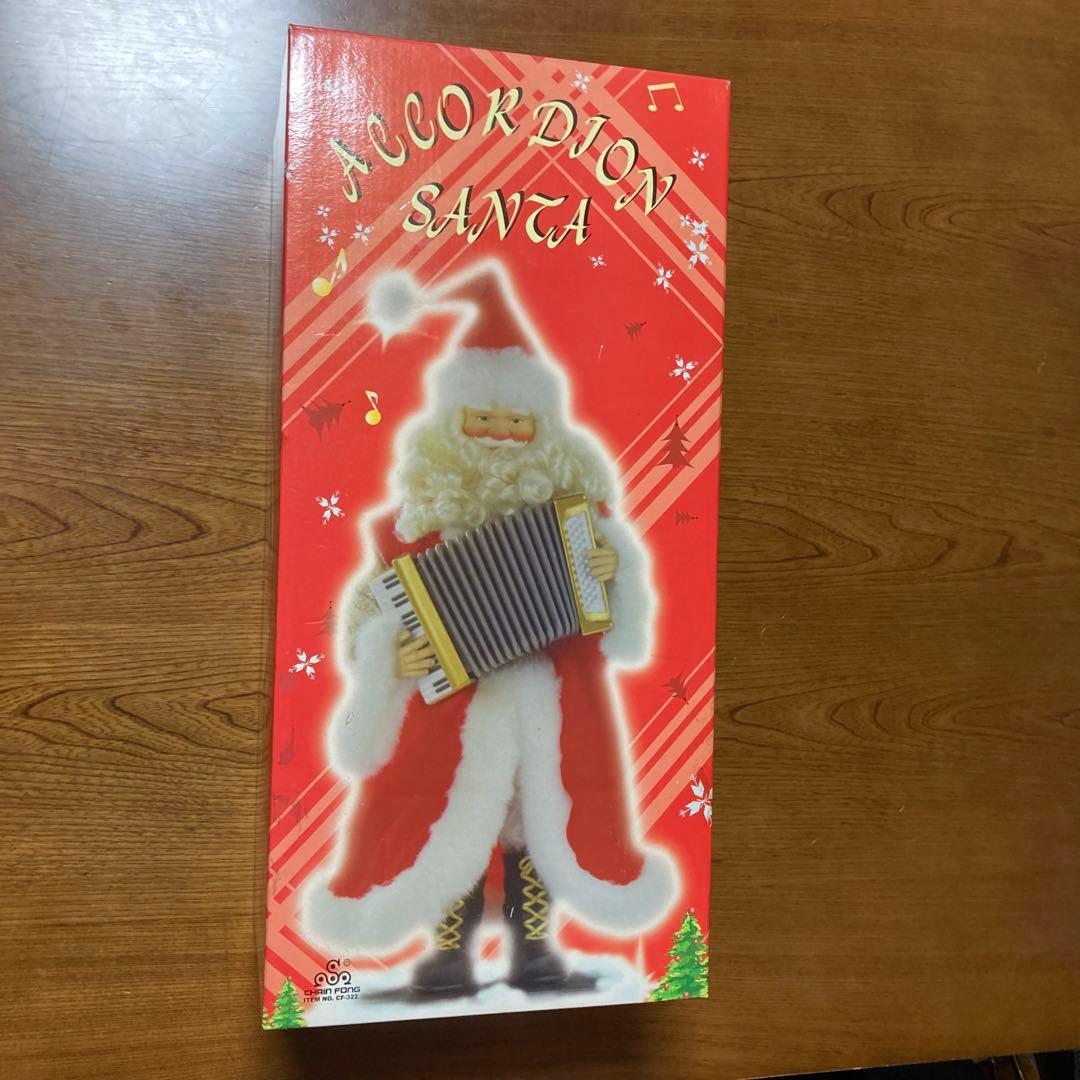 ACCORDION
SANTA
CHAIN FONG
ITEM NO. CF-322